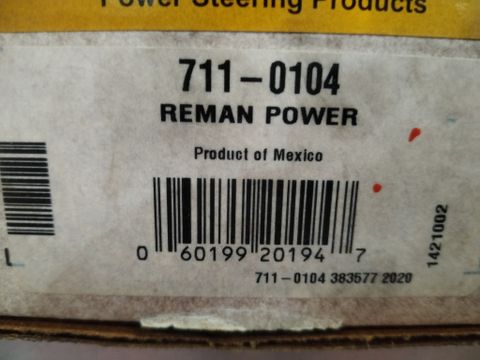 Power Steering Products
711-0104
REMAN POWER
Product of Mexico
0 60199 20194 7
711-0104 383577 2020
1421002
L